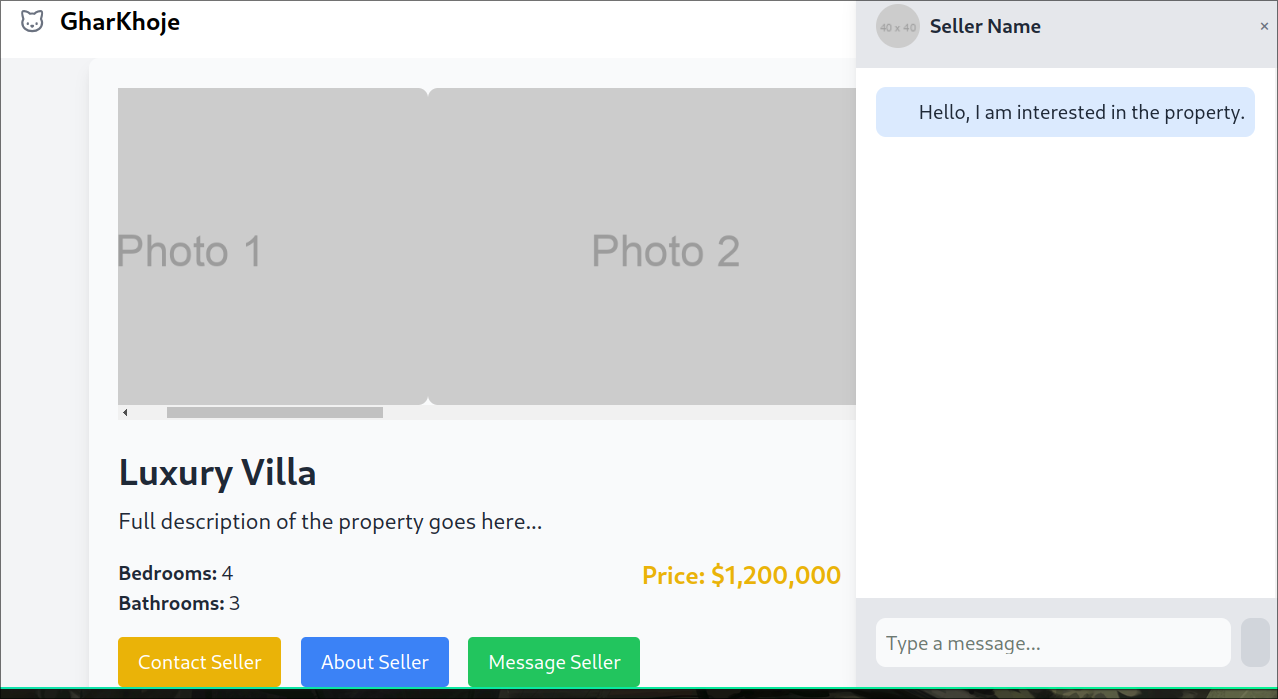 GharKhoje
40 x 40
Seller Name
×
Hello, I am interested in the property.
Photo 1
Photo 2
Luxury Villa
Full description of the property goes here...
Bedrooms: 4
Price: $1,200,000
Bathrooms: 3
Contact Seller
About Seller
Message Seller
Type a message...